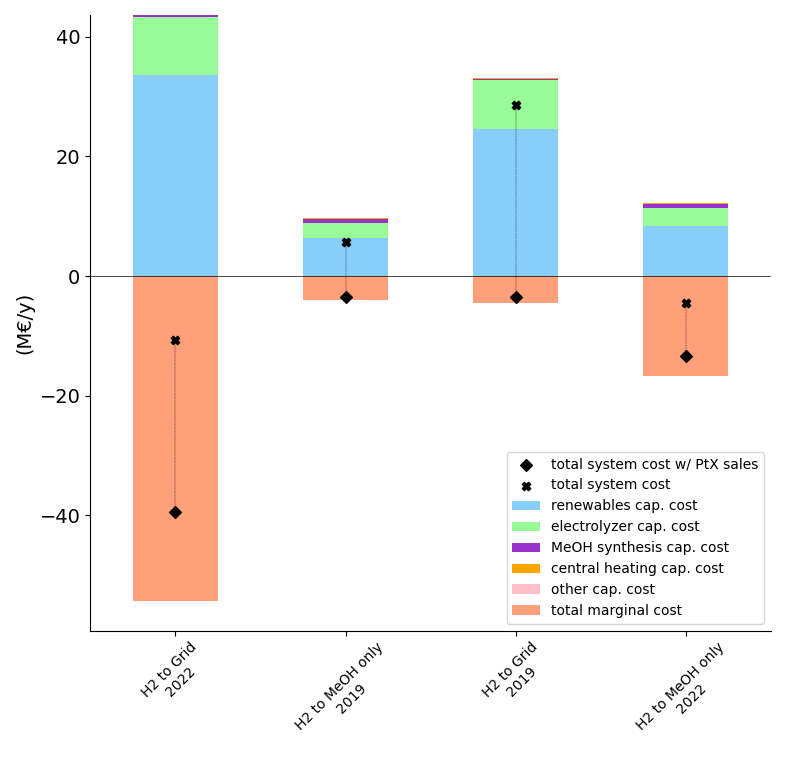 40
20
0
−20
−40
(M€/y)
total system cost w/ PtX sales
total system cost
renewables cap. cost
electrolyzer cap. cost
MeOH synthesis cap. cost
central heating cap. cost
other cap. cost
total marginal cost
H2 to Grid
2022
H2 to MeOH only
2019
H2 to Grid
2019
H2 to MeOH only
2022